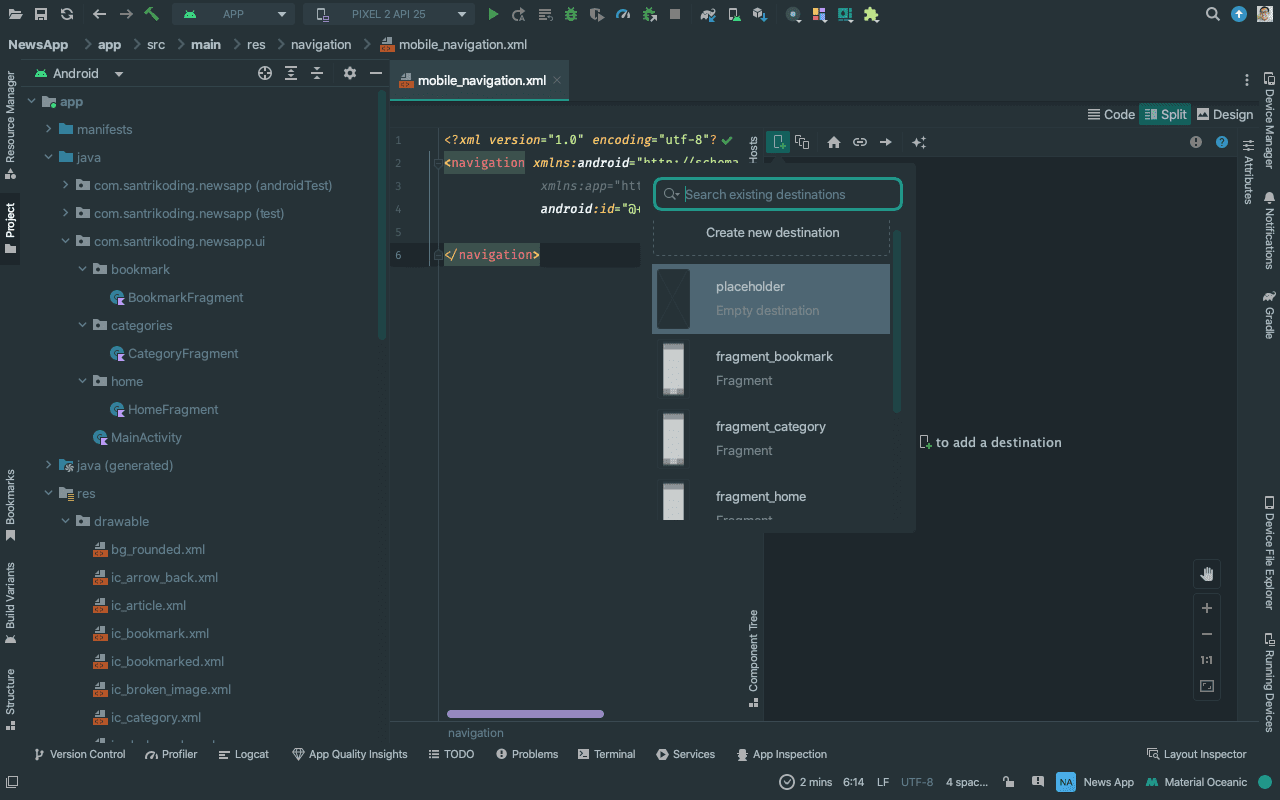 APP
PIXEL 2 API 25
NewsApp
app
src
main
res
navigation
mobile_navigation.xml
Android
mobile_navigation.xml
Code
Split
Design
Resource Manager
Project
Bookmarks
Build Variants
Structure
app
manifests
java
com.santrikoding.newsapp (androidTest)
com.santrikoding.newsapp (test)
com.santrikoding.newsapp.ui
bookmark
BookmarkFragment
categories
CategoryFragment
home
HomeFragment
MainActivity
java (generated)
res
drawable
bg_rounded.xml
ic_arrow_back.xml
ic_article.xml
ic_bookmark.xml
ic_bookmarked.xml
ic_broken_image.xml
ic_category.xml
1 <?xml version="1.0" encoding="utf-8"?
2 <navigation xmlns:android="http://schema
3 xmlns:app="htt
4 android:id="@+
5
6 </navigation>
Hosts
Component Tree
Search existing destinations
Create new destination
placeholder
Empty destination
fragment_bookmark
Fragment
fragment_category
Fragment
fragment_home
Fragment
to add a destination
1:1
Attributes
Device Manager
Notifications
Gradle
Device File Explorer
Running Devices
navigation
Version Control
Profiler
Logcat
App Quality Insights
TODO
Problems
Terminal
Services
App Inspection
Layout Inspector
2 mins
6:14
LF
UTF-8
4 spac...
NA
News App
Material Oceanic